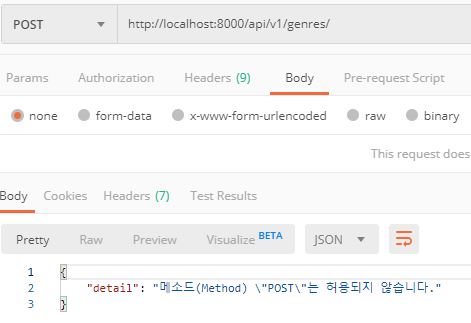 POST http://localhost:8000/api/v1/genres/
Params Authorization Headers (9) Body Pre-request Script
none form-data x-www-form-urlencoded raw binary
This request does
Body Cookies Headers (7) Test Results
Pretty Raw Preview Visualize BETA JSON
1 {
2 "detail": "메소드(Method) \"POST\"는 허용되지 않습니다."
3 }